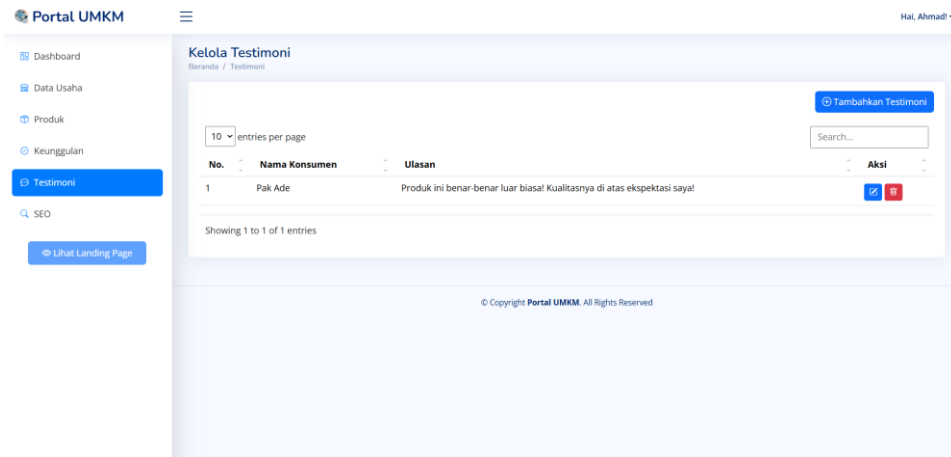 Portal UMKM
Hai, Ahmad!
Dashboard
Data Usaha
Produk
Keunggulan
Testimoni
SEO
Lihat Landing Page
Kelola Testimoni
Beranda / Testimoni
Tambahkan Testimoni
10 entries per page
Search...
No. Nama Konsumen Ulasan Aksi
1 Pak Ade Produk ini benar-benar luar biasa! Kualitasnya di atas ekspektasi saya!
Showing 1 to 1 of 1 entries
© Copyright Portal UMKM. All Rights Reserved